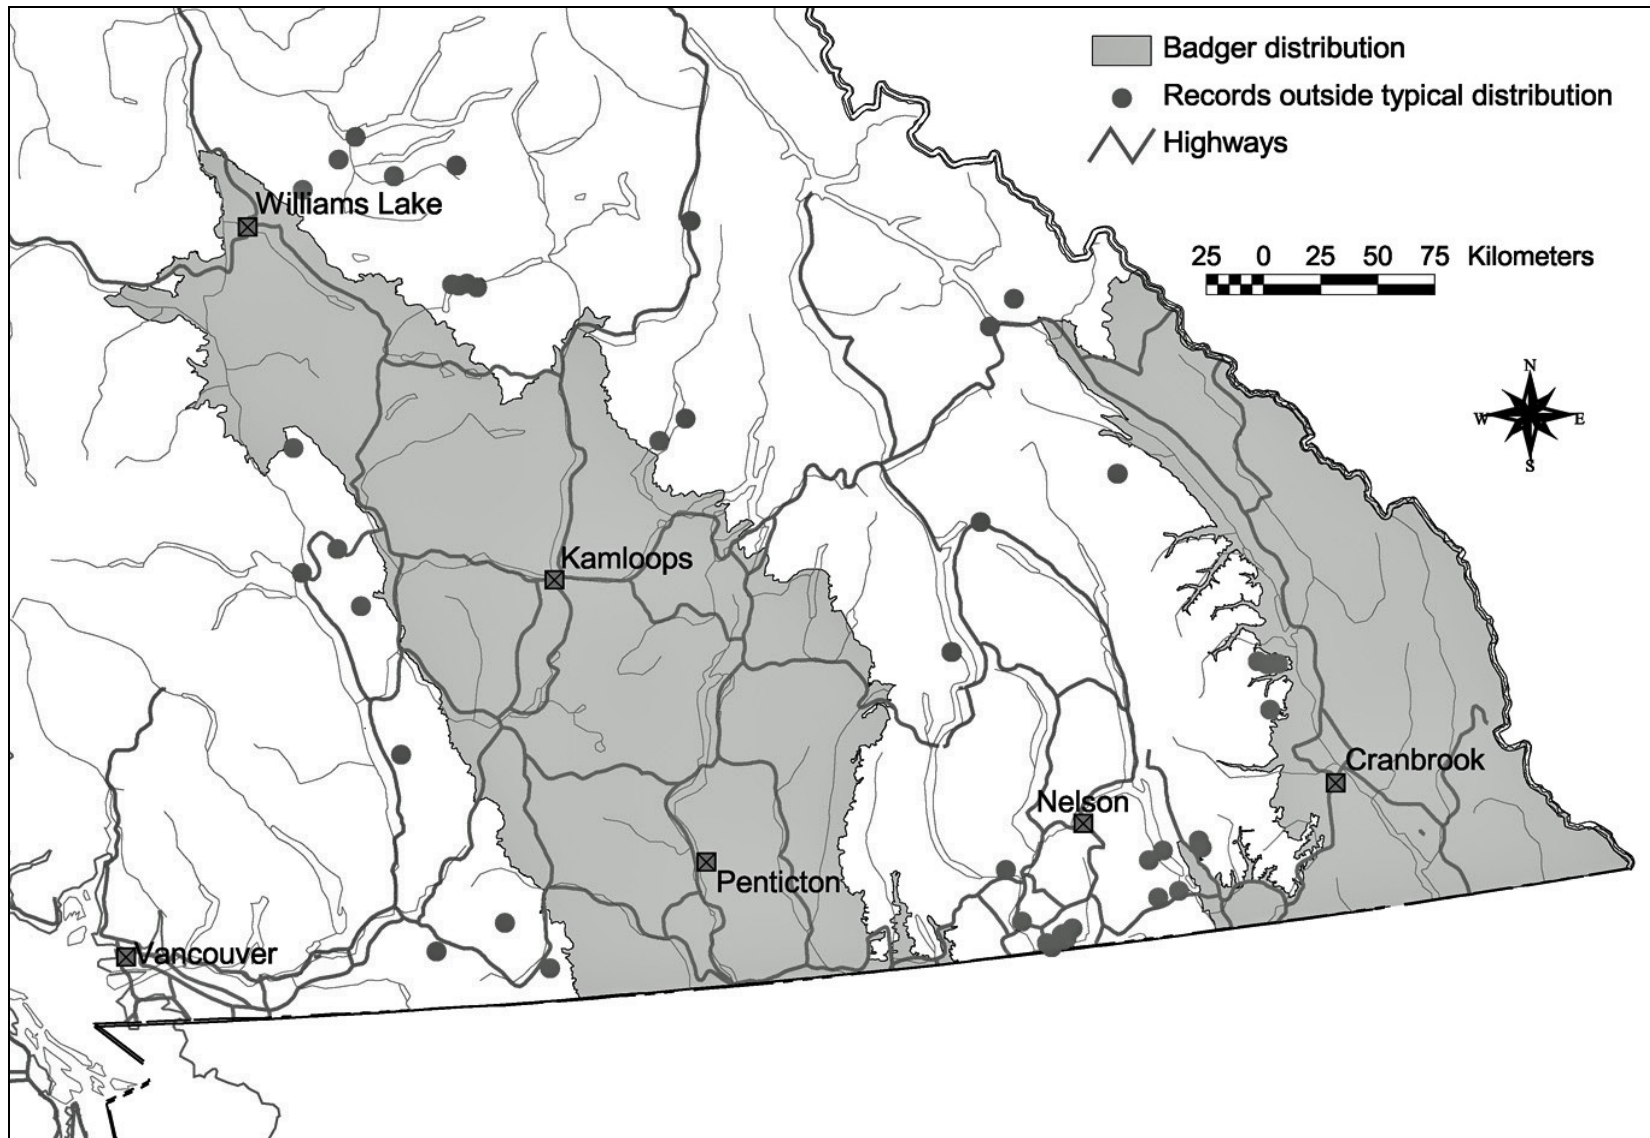 Badger distribution
Records outside typical distribution
Highways
Williams Lake
25 0 25 50 75 Kilometers
N
W E
S
Kamloops
Cranbrook
Nelson
Penticton
Vancouver